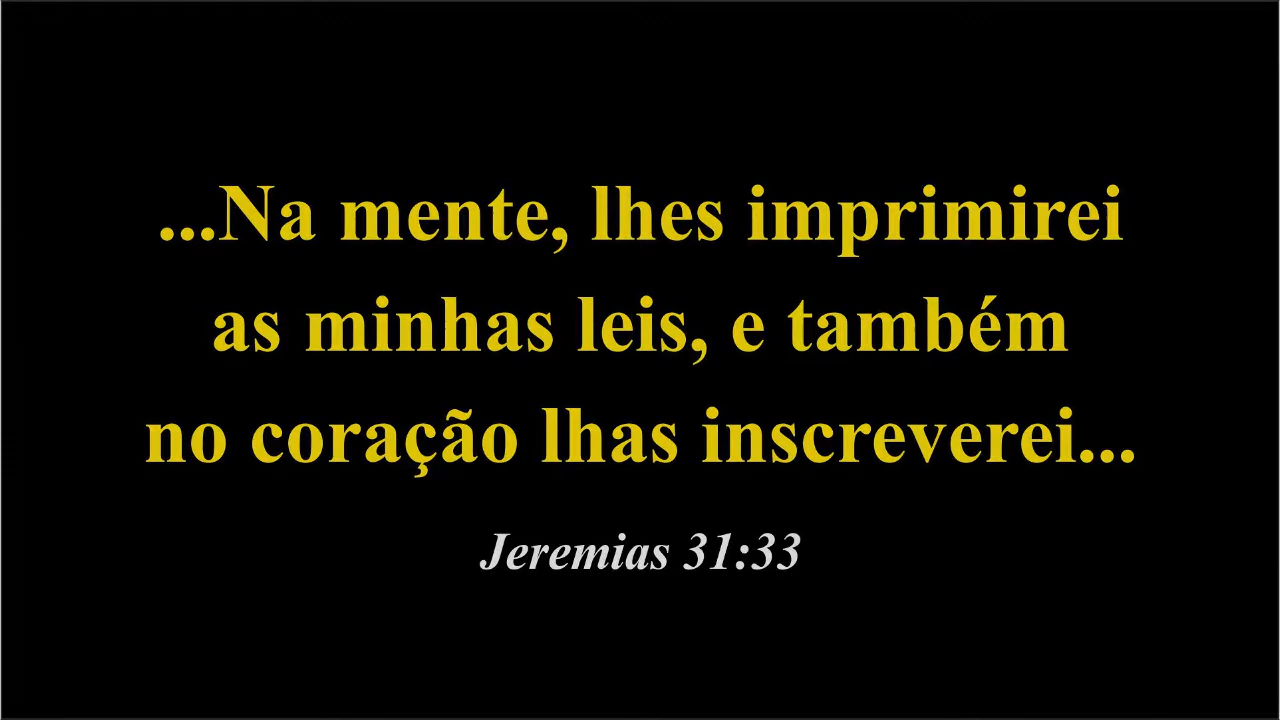 ...Na mente, lhes imprimirei
as minhas leis, e também
no coração lhas inscreverei...
Jeremias 31:33